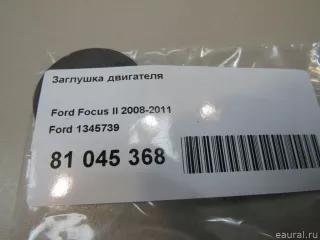 Заглушка двигателя
Ford Focus II 2008-2011
Ford 1345739
81 045 368
eaural.ru